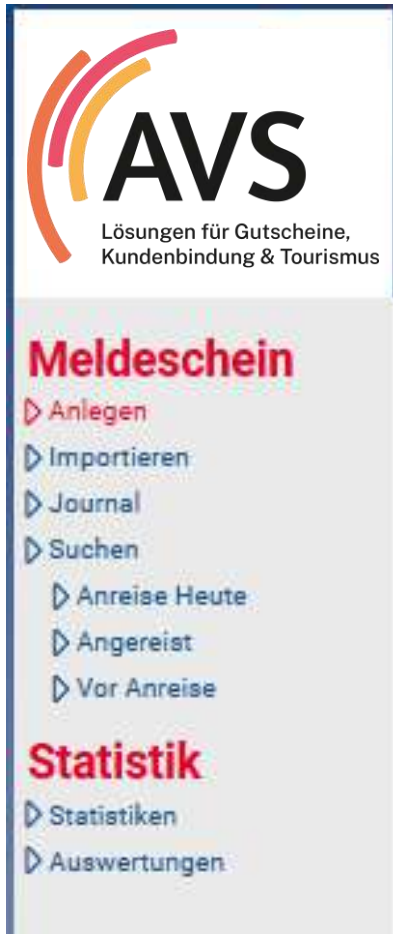 AVS
Lösungen für Gutscheine,
Kundenbindung & Tourismus
Meldeschein
Anlegen
Importieren
Journal
Suchen
Anreise Heute
Angereist
Vor Anreise
Statistik
Statistiken
Auswertungen